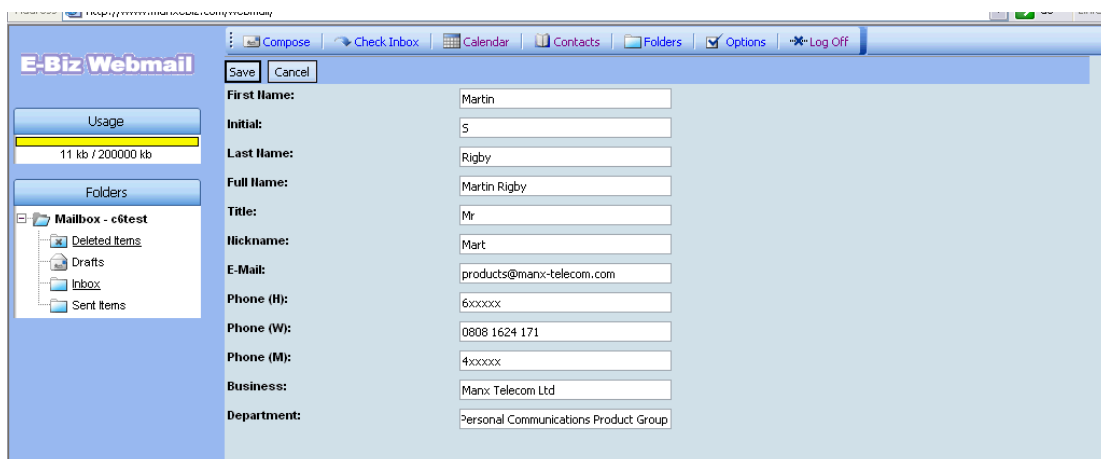 Compose Check Inbox Calendar Contacts Folders Options Log Off
E-Biz Webmail
Save Cancel
Usage
11 kb / 200000 kb
Folders
Mailbox - c6test
Deleted Items
Drafts
Inbox
Sent Items
First Name: Martin
Initial: S
Last Name: Rigby
Full Name: Martin Rigby
Title: Mr
Nickname: Mart
E-Mail: products@manx-telecom.com
Phone (H): 6xxxxx
Phone (W): 0808 1624 171
Phone (M): 4xxxxx
Business: Manx Telecom Ltd
Department: Personal Communications Product Group